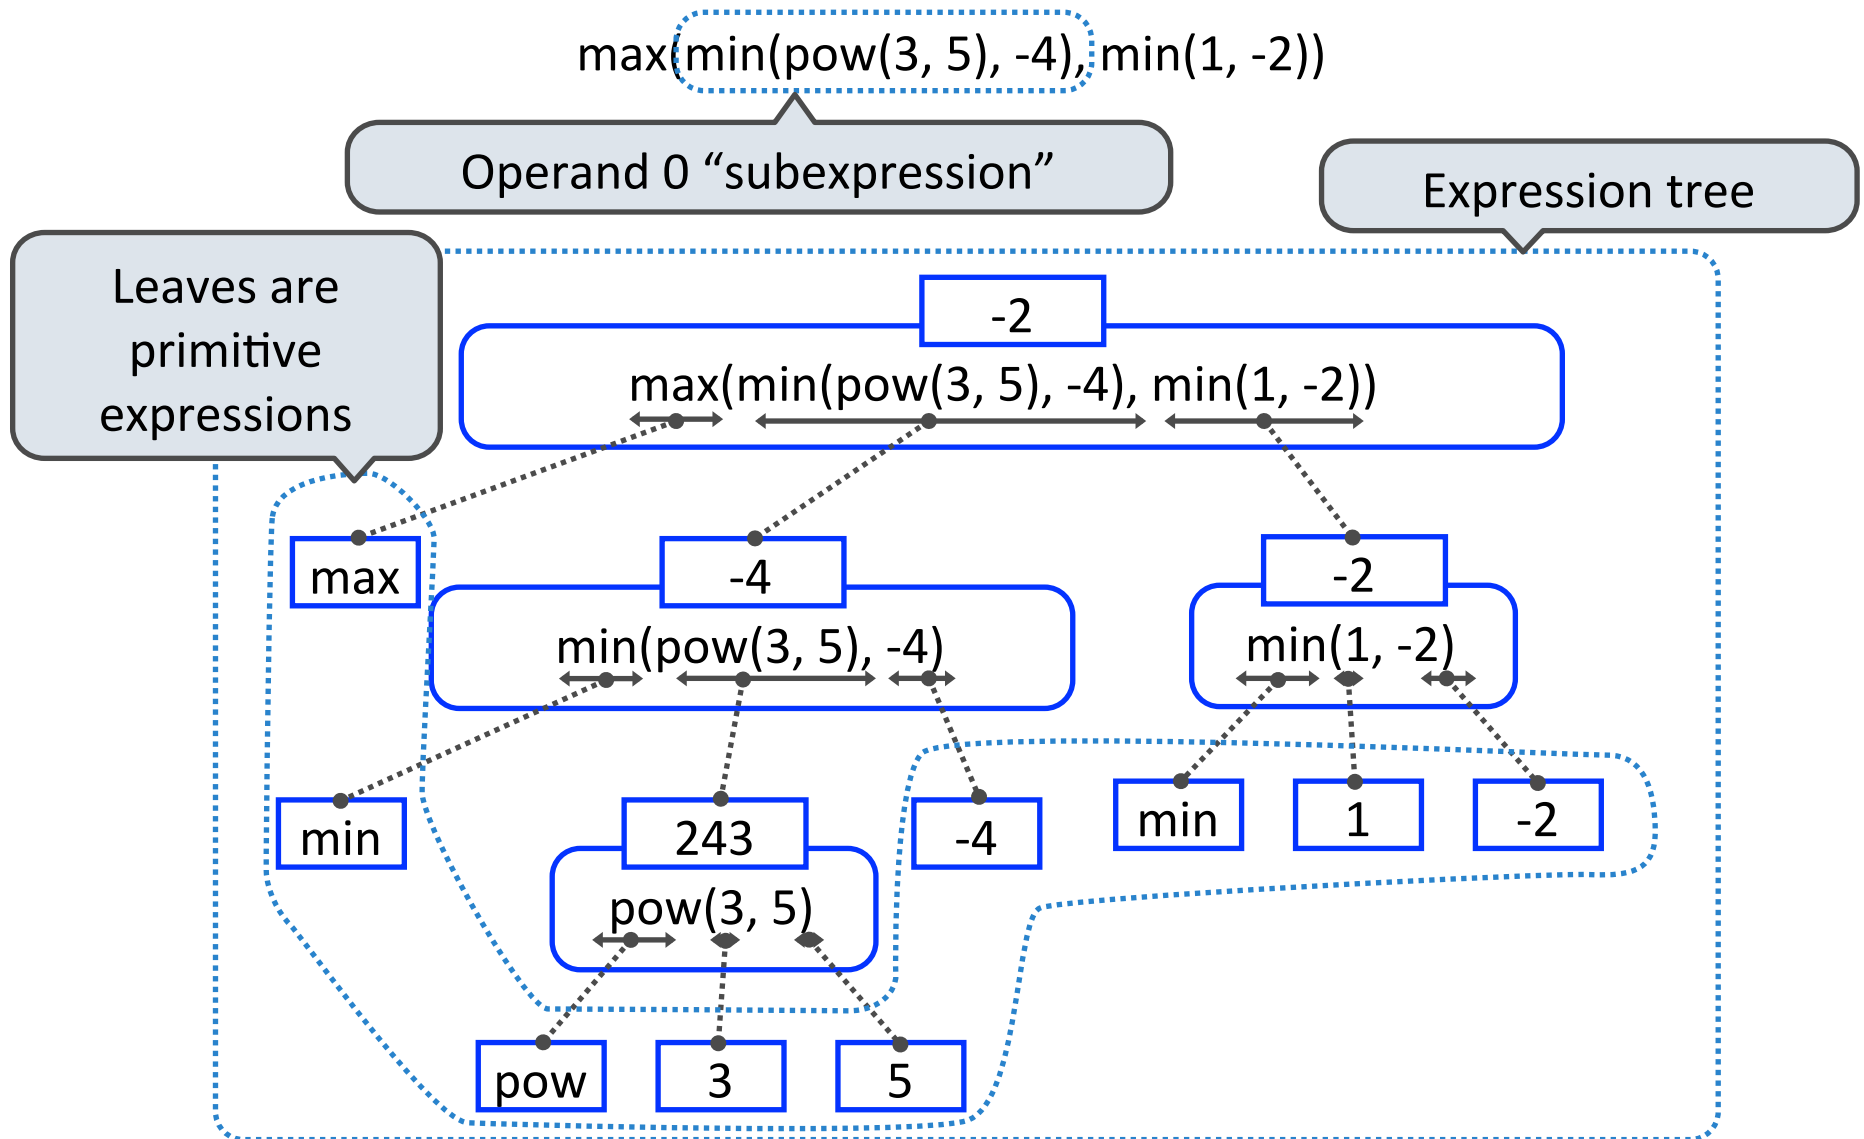 max(min(pow(3, 5), -4), min(1, -2))
Operand 0 “subexpression”
Expression tree
Leaves are
primitive
expressions
-2
max(min(pow(3, 5), -4), min(1, -2))
max
-4
min(pow(3, 5), -4)
-2
min(1, -2)
min
243
pow(3, 5)
-4
min
1
-2
pow
3
5